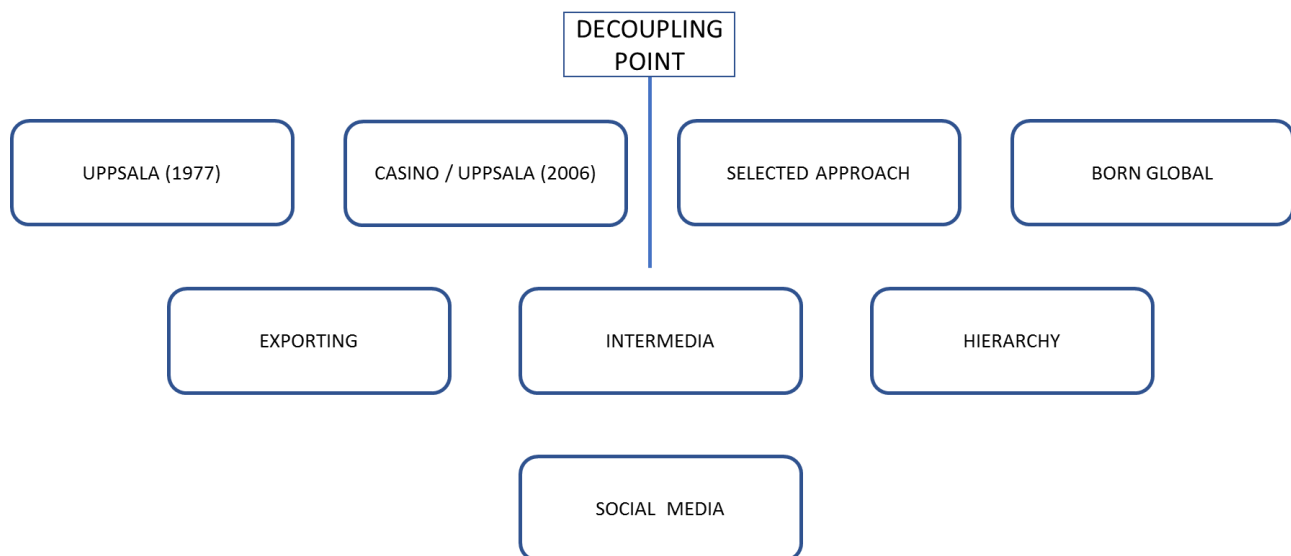 DECOUPLING
POINT
UPPSALA (1977)
CASINO / UPPSALA (2006)
SELECTED APPROACH
BORN GLOBAL
EXPORTING
INTERMEDIA
HIERARCHY
SOCIAL MEDIA